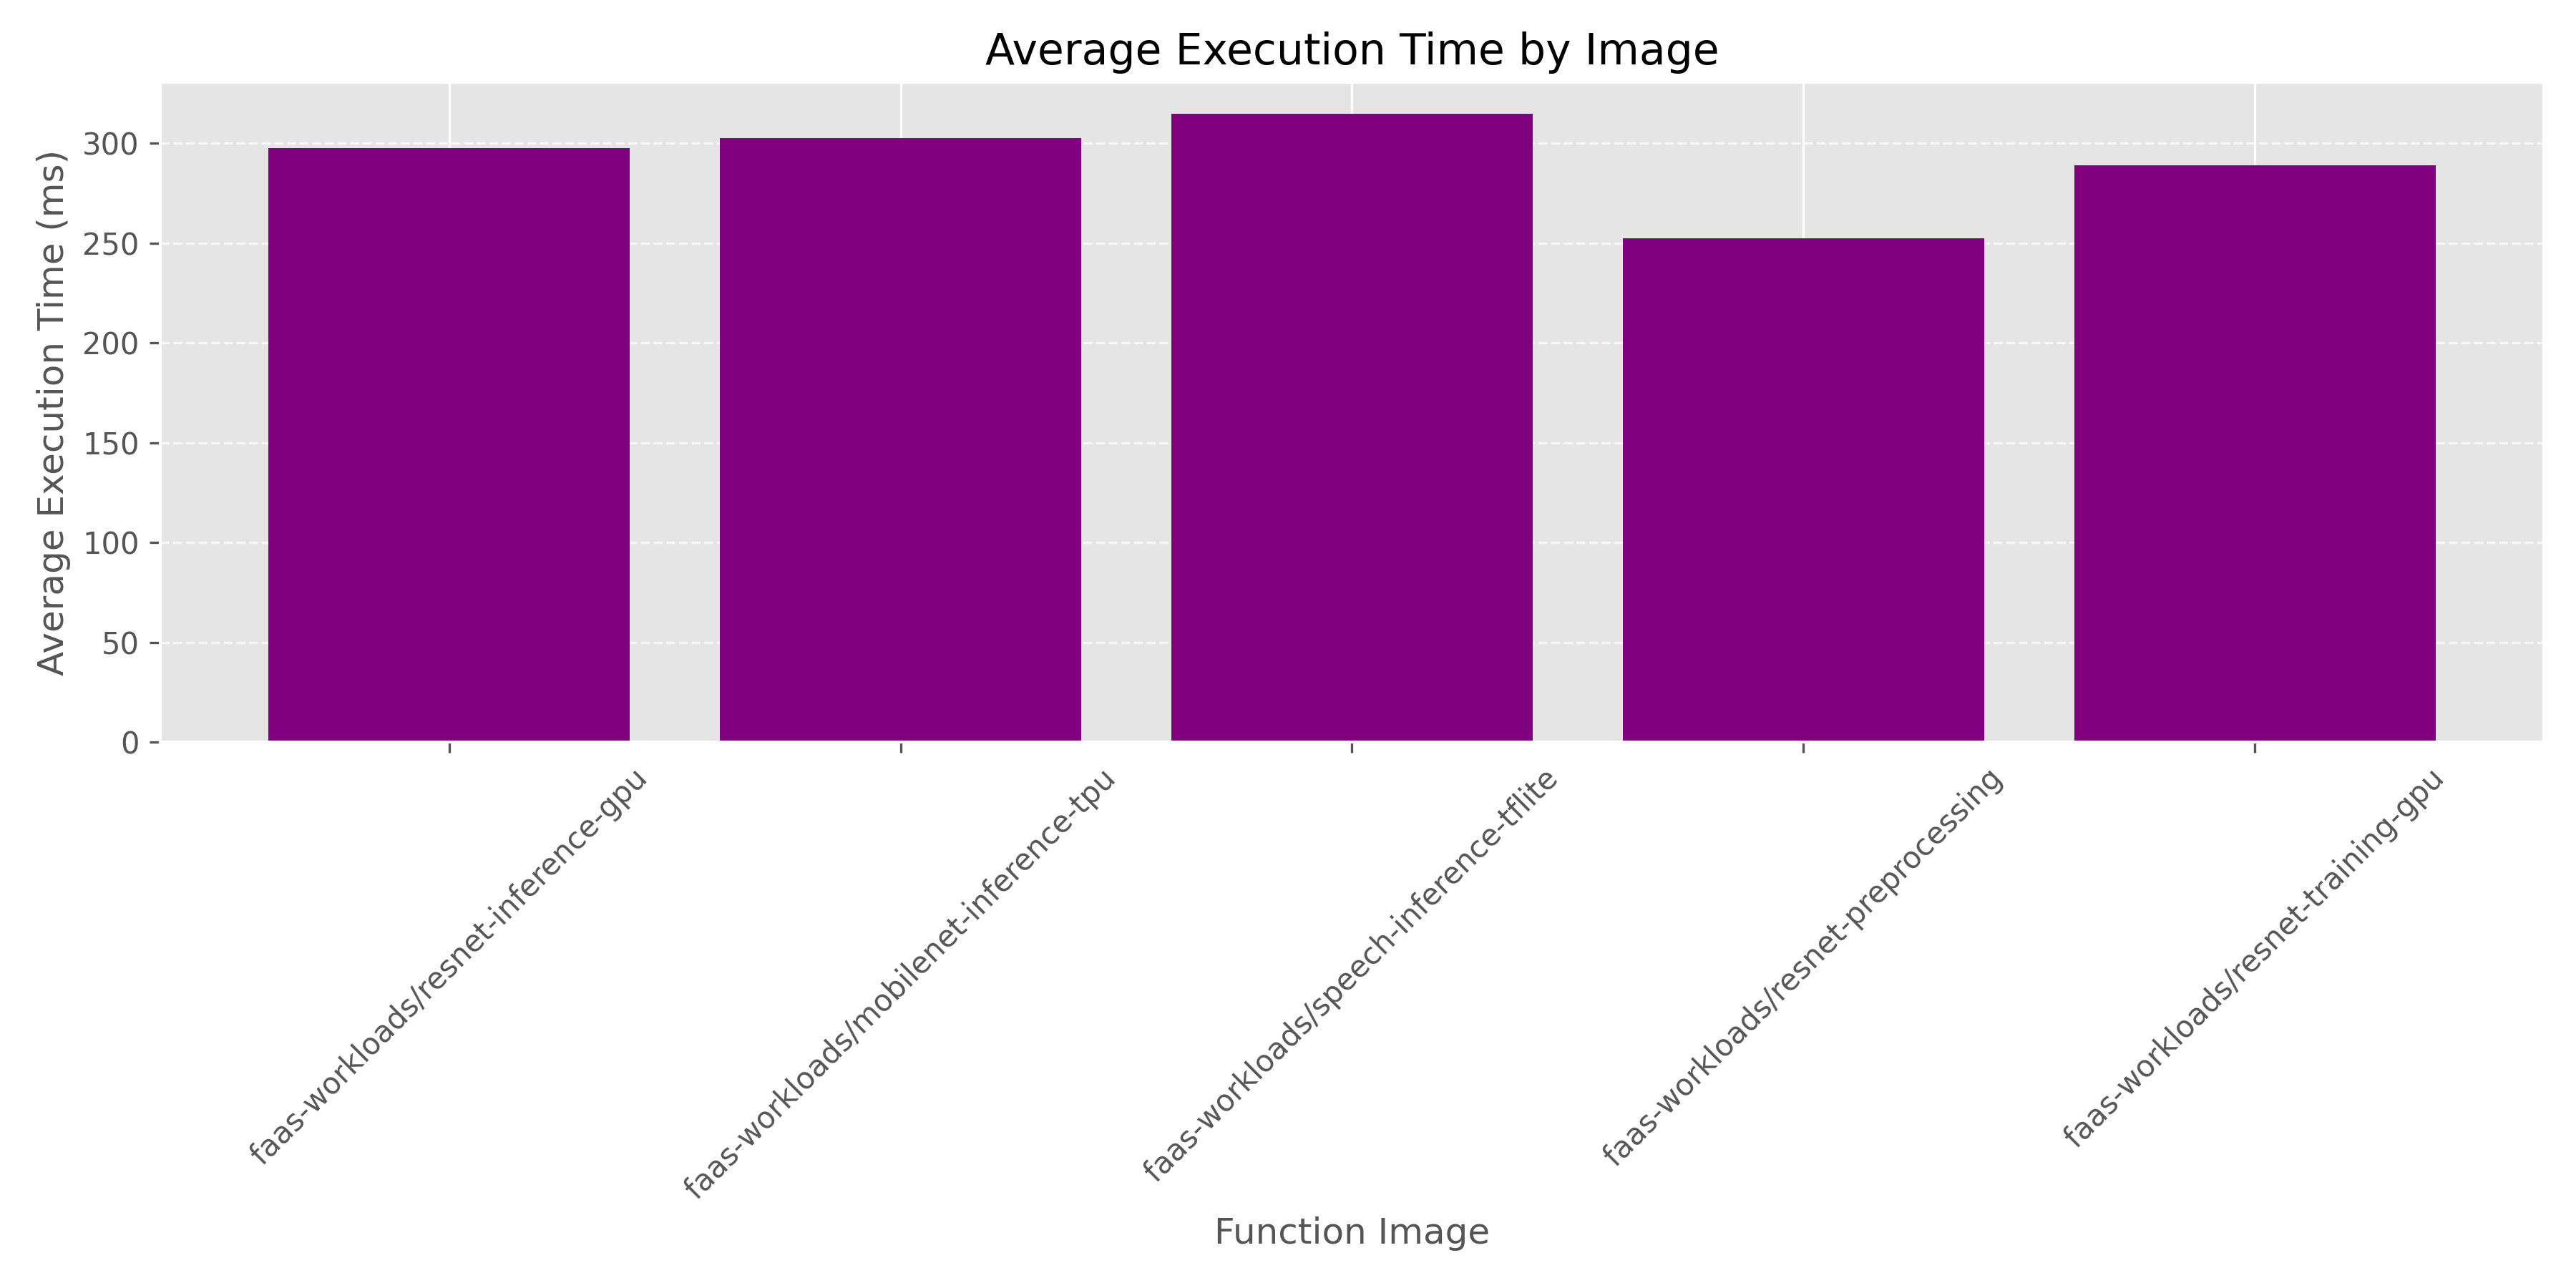 Average Execution Time by Image
Average Execution Time (ms)
300
250
200
150
100
50
0
faas-workloads/resnet-inference-gpu
faas-workloads/mobilenet-inference-tpu
faas-workloads/speech-inference-tflite
faas-workloads/resnet-preprocessing
faas-workloads/resnet-training-gpu
Function Image